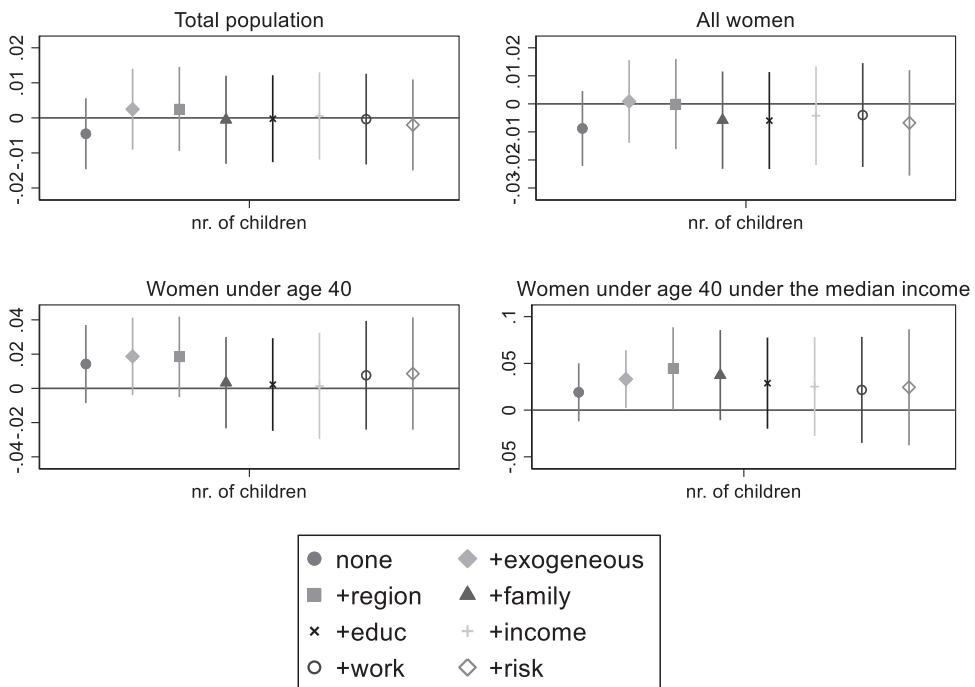 Total population
.02
.01
0
-.01
-.02
nr. of children
All women
.02
.01
0
-.01
-.02
-.03
nr. of children
Women under age 40
.04
.02
0
-.02
-.04
nr. of children
Women under age 40 under the median income
.1
.05
0
-.05
nr. of children
none +exogeneous
+region +family
+educ +income
+work +risk